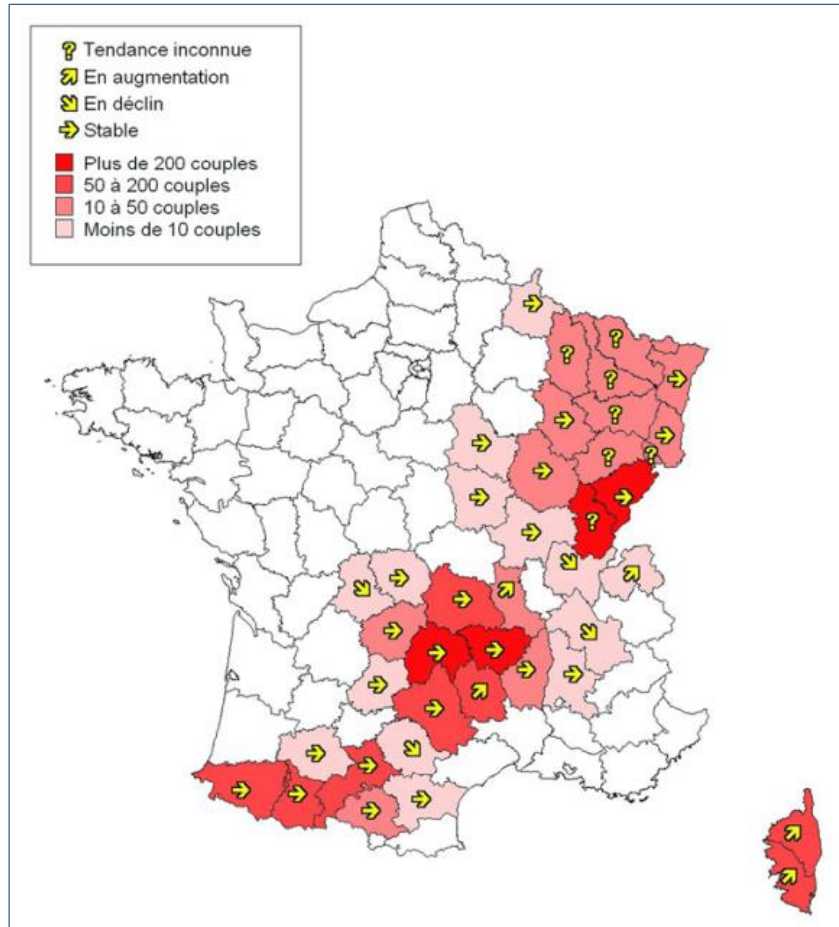 Tendance inconnue
En augmentation
En déclin
Stable
Plus de 200 couples
50 à 200 couples
10 à 50 couples
Moins de 10 couples